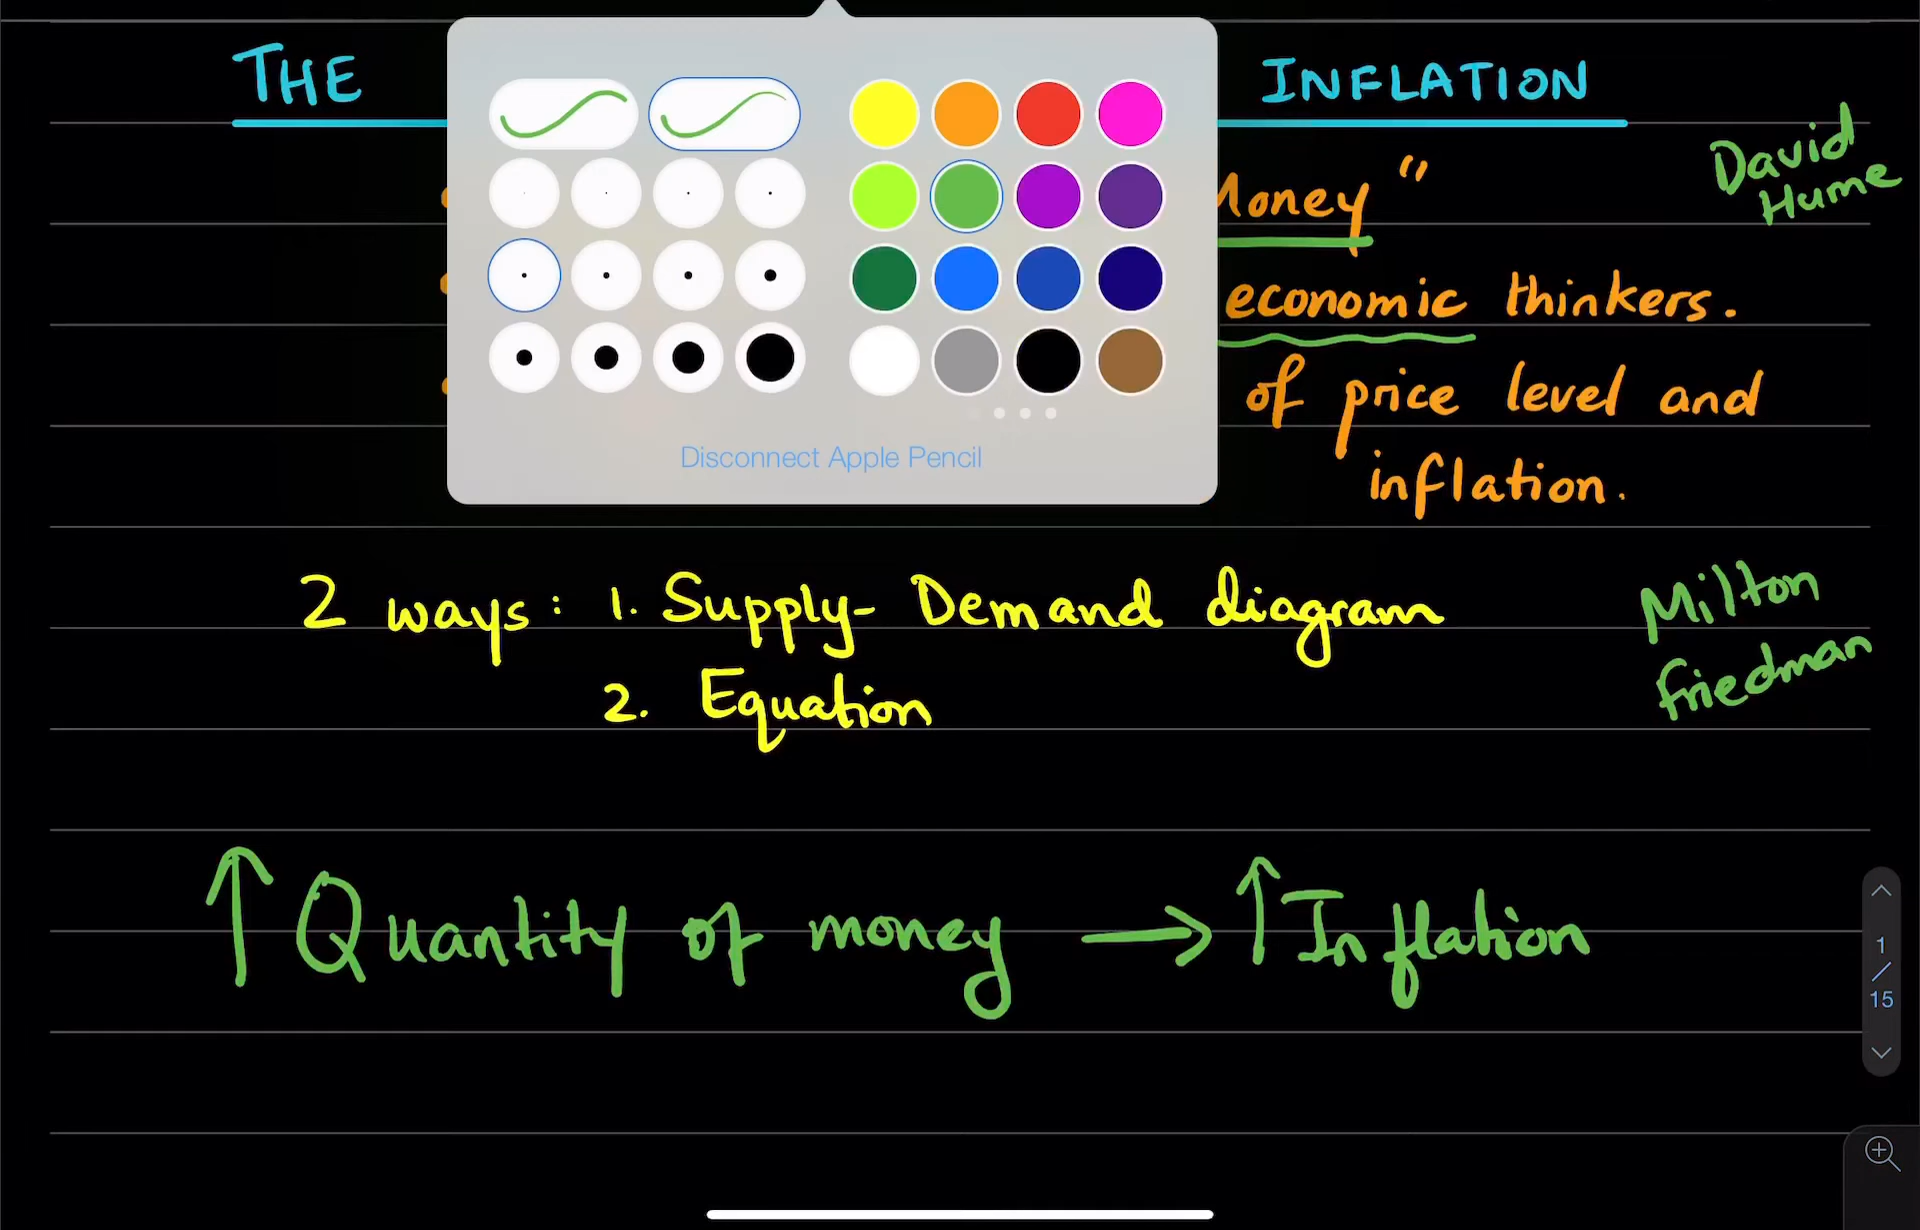 THE INFLATION
Money"
David
Hume
economic thinkers.
of price level and
inflation.
Disconnect Apple Pencil
2 ways: 1. Supply- Demand diagram
2. Equation
Milton
Friedman
↑ Quantity of money → ↑ Inflation
1
/
15